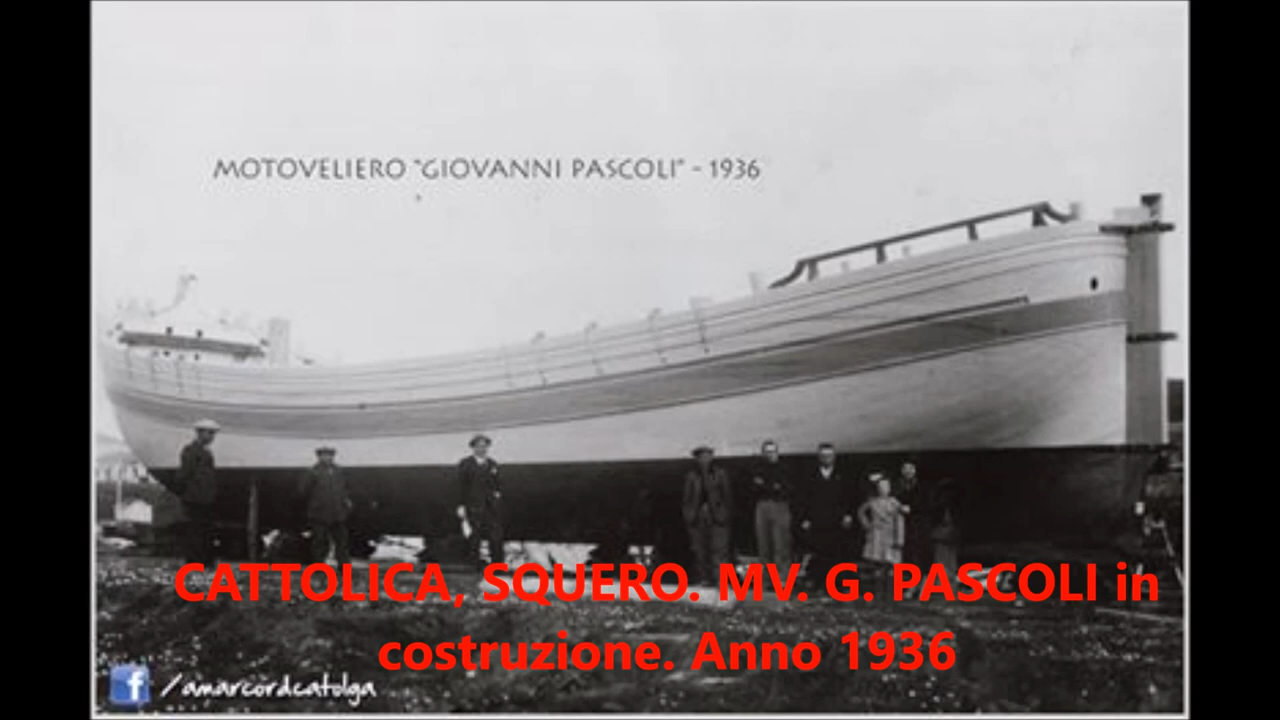 MOTOVELIERO "GIOVANNI PASCOLI" - 1936
CATTOLICA, SQUERO. MV. G. PASCOLI in
costruzione. Anno 1936
f /amarcordcatolga